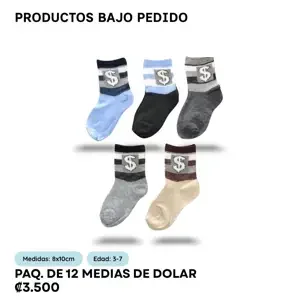 PRODUCTOS BAJO PEDIDO
$ $ $
$ $
Medidas: 8x10cm Edad: 3-7
PAQ. DE 12 MEDIAS DE DOLAR
₡3.500